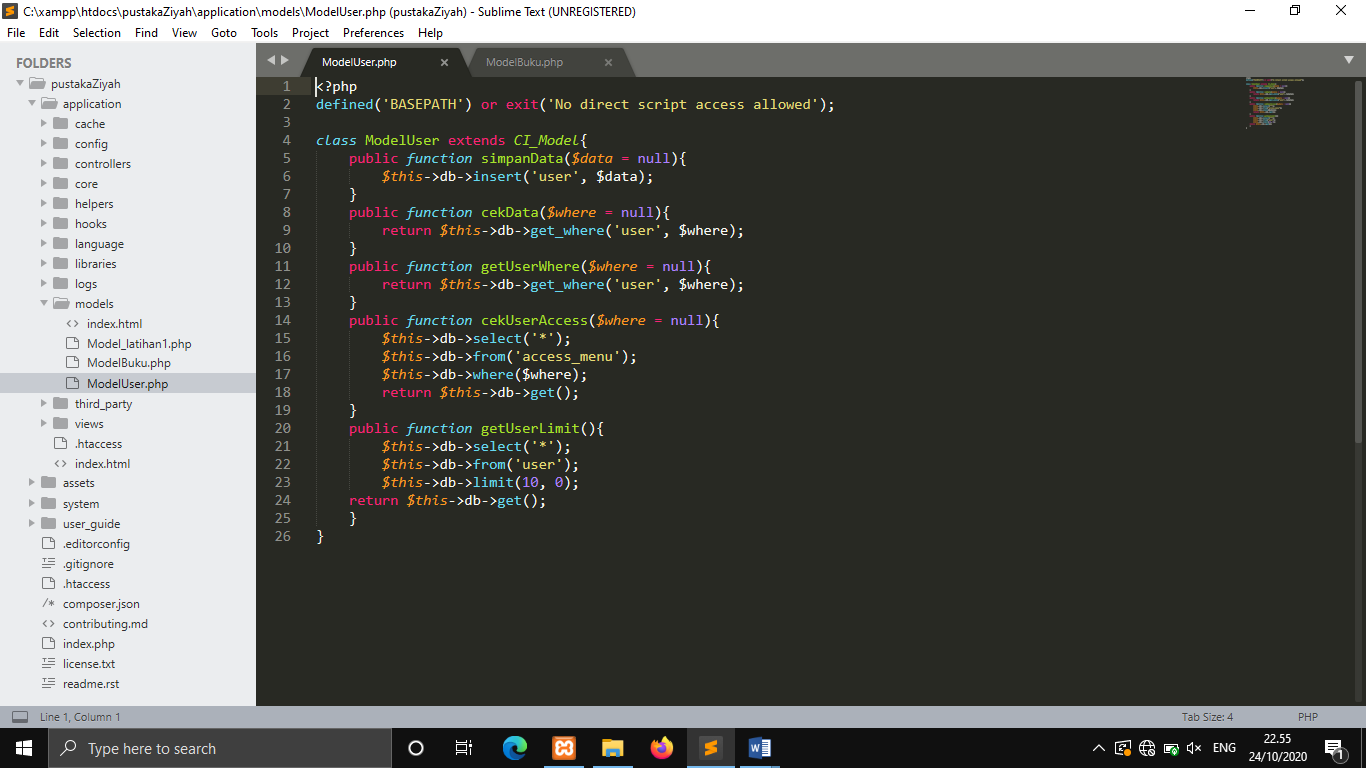 C:\xampp\htdocs\pustakaZiyah\application\models\ModelUser.php (pustakaZiyah) - Sublime Text (UNREGISTERED)
File Edit Selection Find View Goto Tools Project Preferences Help
FOLDERS
pustakaZiyah
application
cache
config
controllers
core
helpers
hooks
language
libraries
logs
models
index.html
Model_latihan1.php
ModelBuku.php
ModelUser.php
third_party
views
.htaccess
index.html
assets
system
user_guide
.editorconfig
.gitignore
.htaccess
composer.json
contributing.md
index.php
license.txt
readme.rst
ModelUser.php ModelBuku.php
1 <?php
2 defined('BASEPATH') or exit('No direct script access allowed');
3
4 class ModelUser extends CI_Model{
5 public function simpanData($data = null){
6 $this->db->insert('user', $data);
7 }
8 public function cekData($where = null){
9 return $this->db->get_where('user', $where);
10 }
11 public function getUserWhere($where = null){
12 return $this->db->get_where('user', $where);
13 }
14 public function cekUserAccess($where = null){
15 $this->db->select('*');
16 $this->db->from('access_menu');
17 $this->db->where($where);
18 return $this->db->get();
19 }
20 public function getUserLimit(){
21 $this->db->select('*');
22 $this->db->from('user');
23 $this->db->limit(10, 0);
24 return $this->db->get();
25 }
26 }
Line 1, Column 1 Tab Size: 4 PHP
Type here to search
ENG
22.55
24/10/2020
1